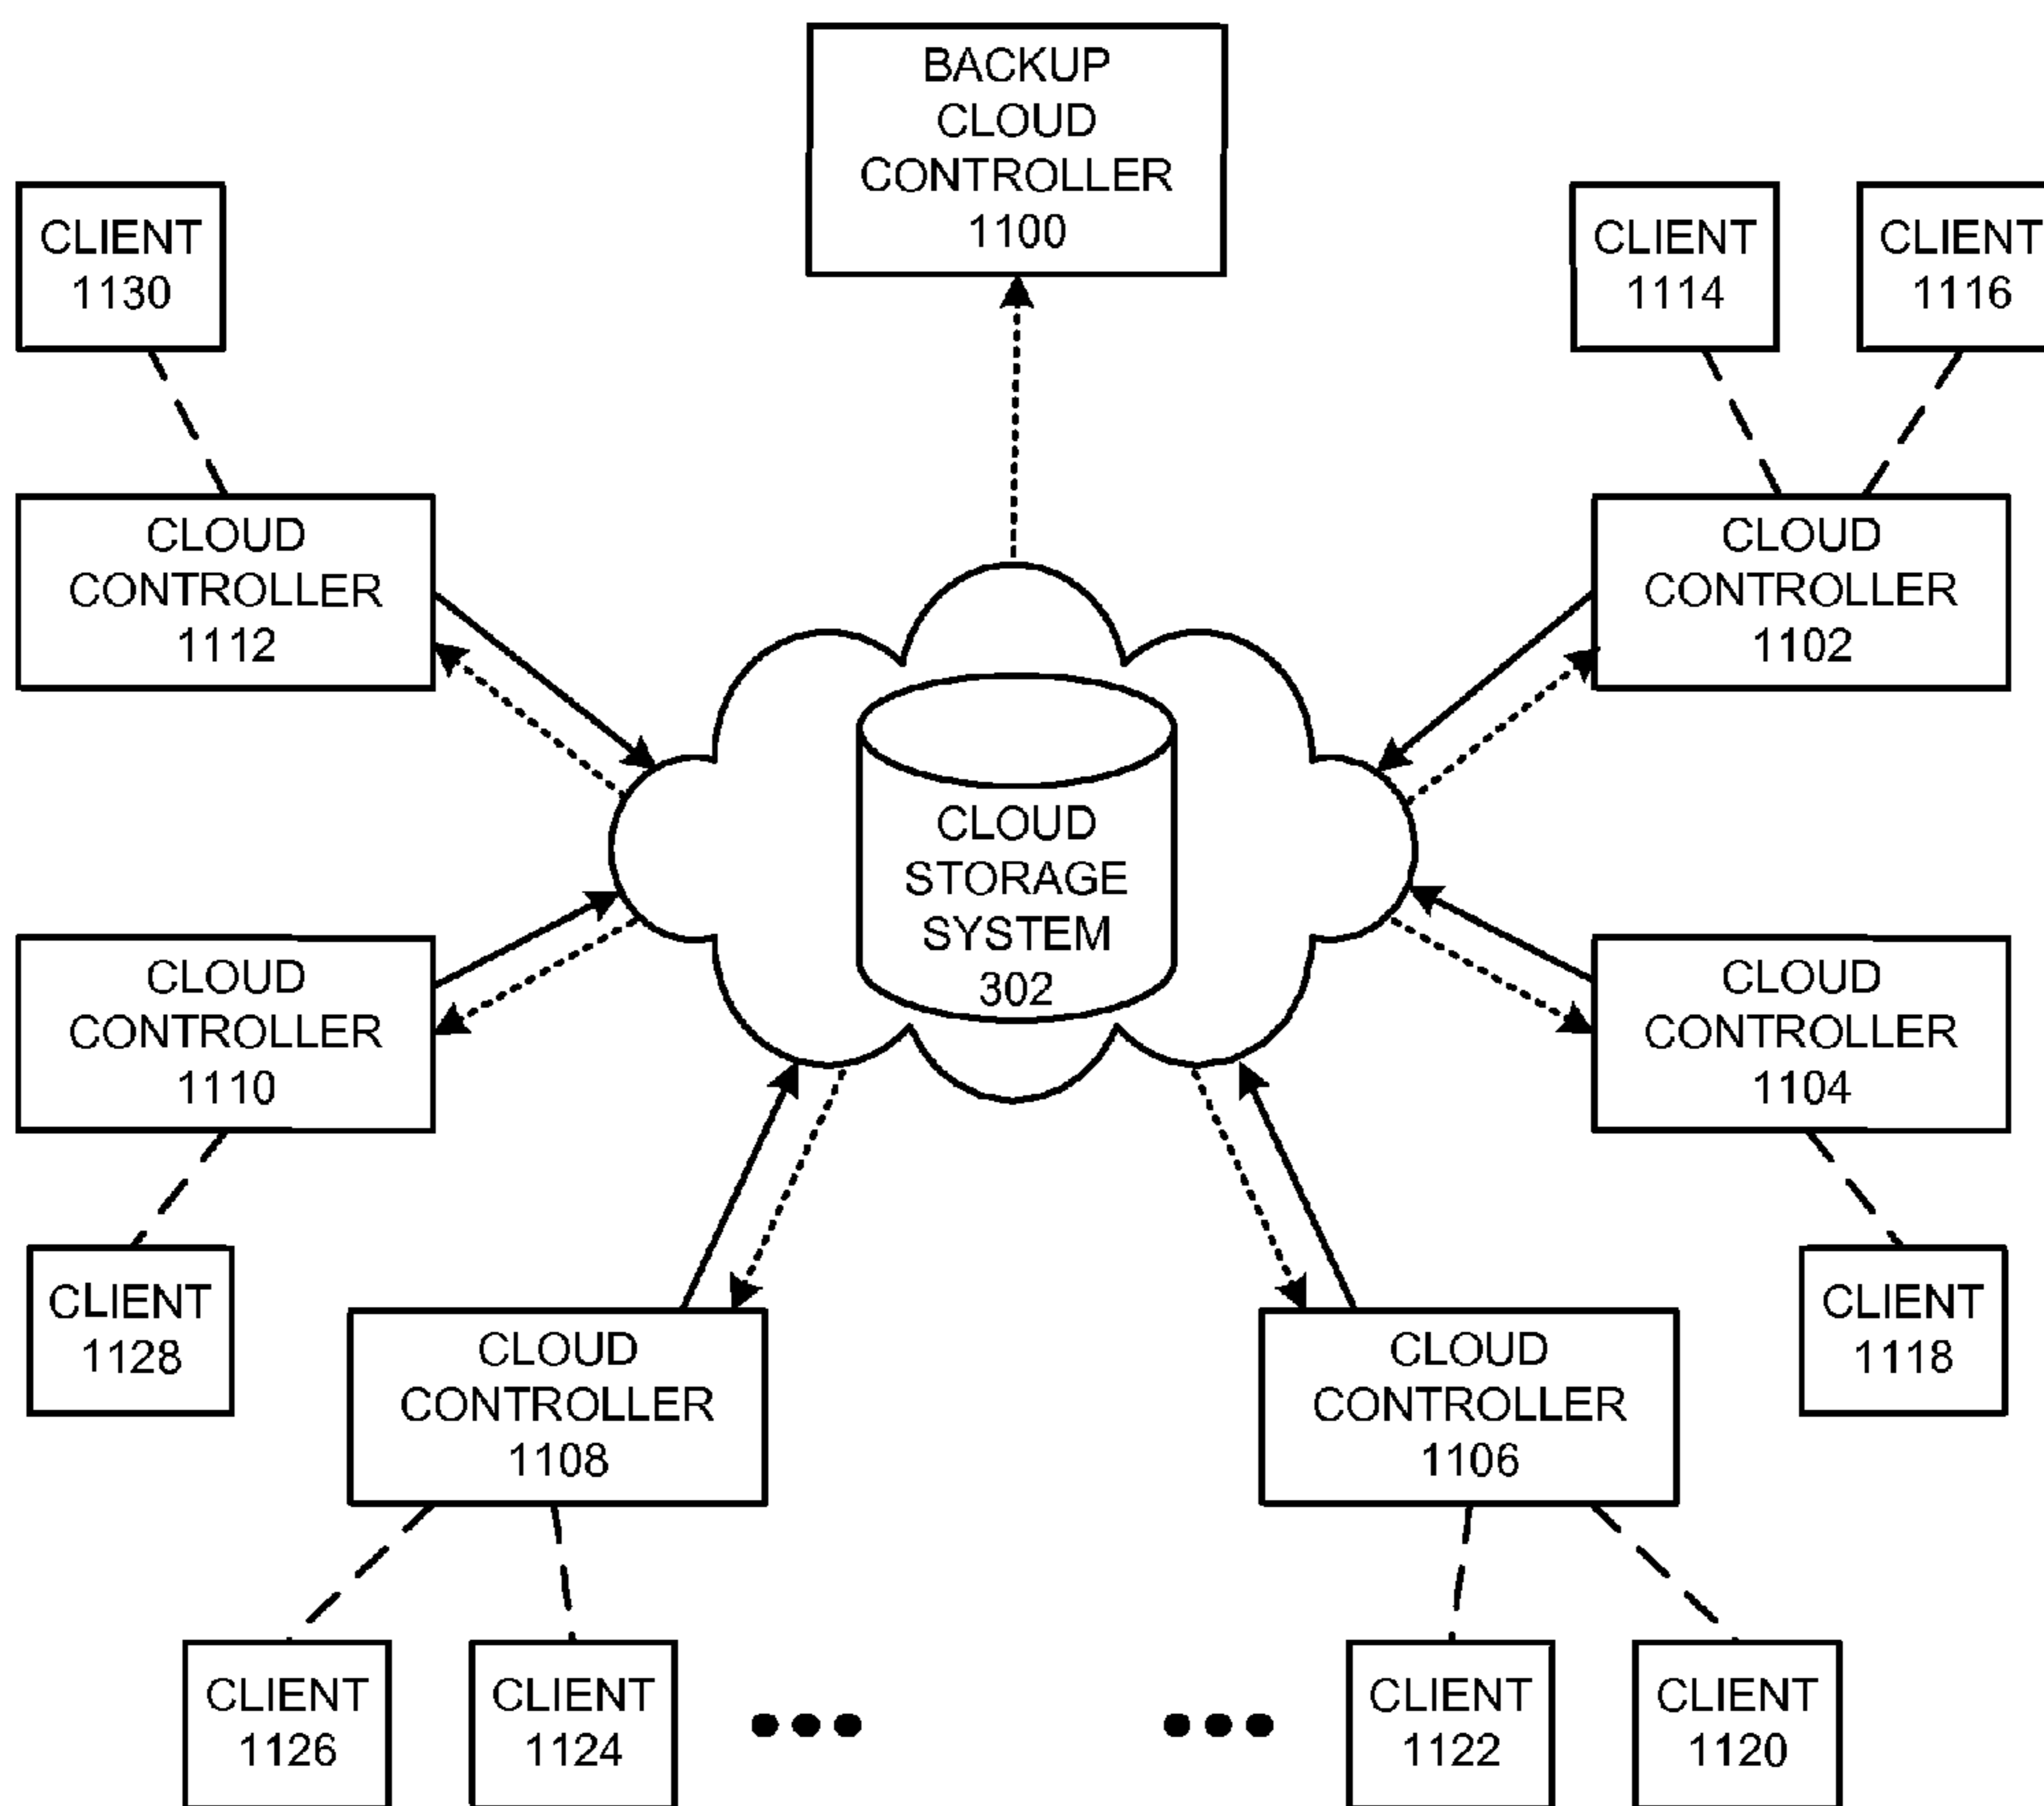 BACKUP
CLOUD
CONTROLLER
1100
CLIENT
1130
CLIENT
1114
CLIENT
1116
CLOUD
CONTROLLER
1112
CLOUD
CONTROLLER
1102
CLOUD
STORAGE
SYSTEM
302
CLOUD
CONTROLLER
1110
CLOUD
CONTROLLER
1104
CLIENT
1128
CLIENT
1118
CLOUD
CONTROLLER
1108
CLOUD
CONTROLLER
1106
CLIENT
1126
CLIENT
1124
CLIENT
1122
CLIENT
1120